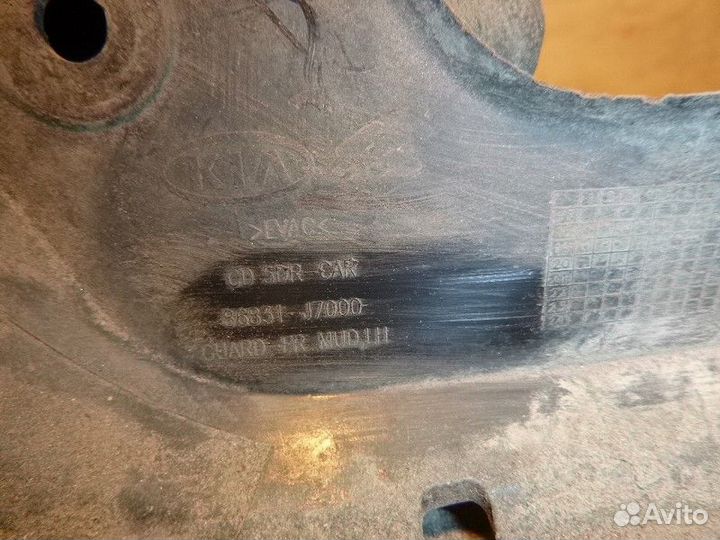 KIA
>EVAC<
CD 5DR CAR
86831-J7000
GUARD-FR MUD,LH
Avito